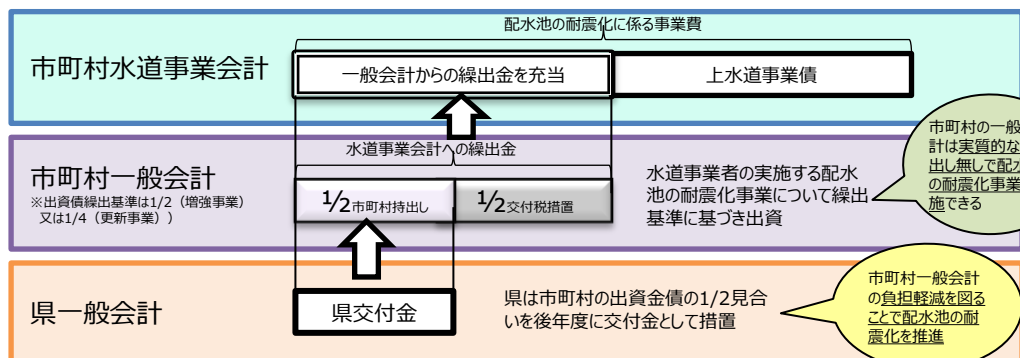 配水池の耐震化に係る事業費
市町村水道事業会計
一般会計からの繰出金を充当
上水道事業債
水道事業会計への繰出金
市町村一般会計
※出資債繰出基準は1/2（増強事業）
又は1/4（更新事業））
1/2市町村持出し
1/2交付税措置
水道事業者の実施する配水
池の耐震化事業について繰出
基準に基づき出資
市町村の一般
計は実質的な
出し無しで配水
の耐震化事業
施できる
県一般会計
県交付金
県は市町村の出資金債の1/2見合
いを後年度に交付金として措置
市町村一般会計
の負担軽減を図る
ことで配水池の耐
震化を推進